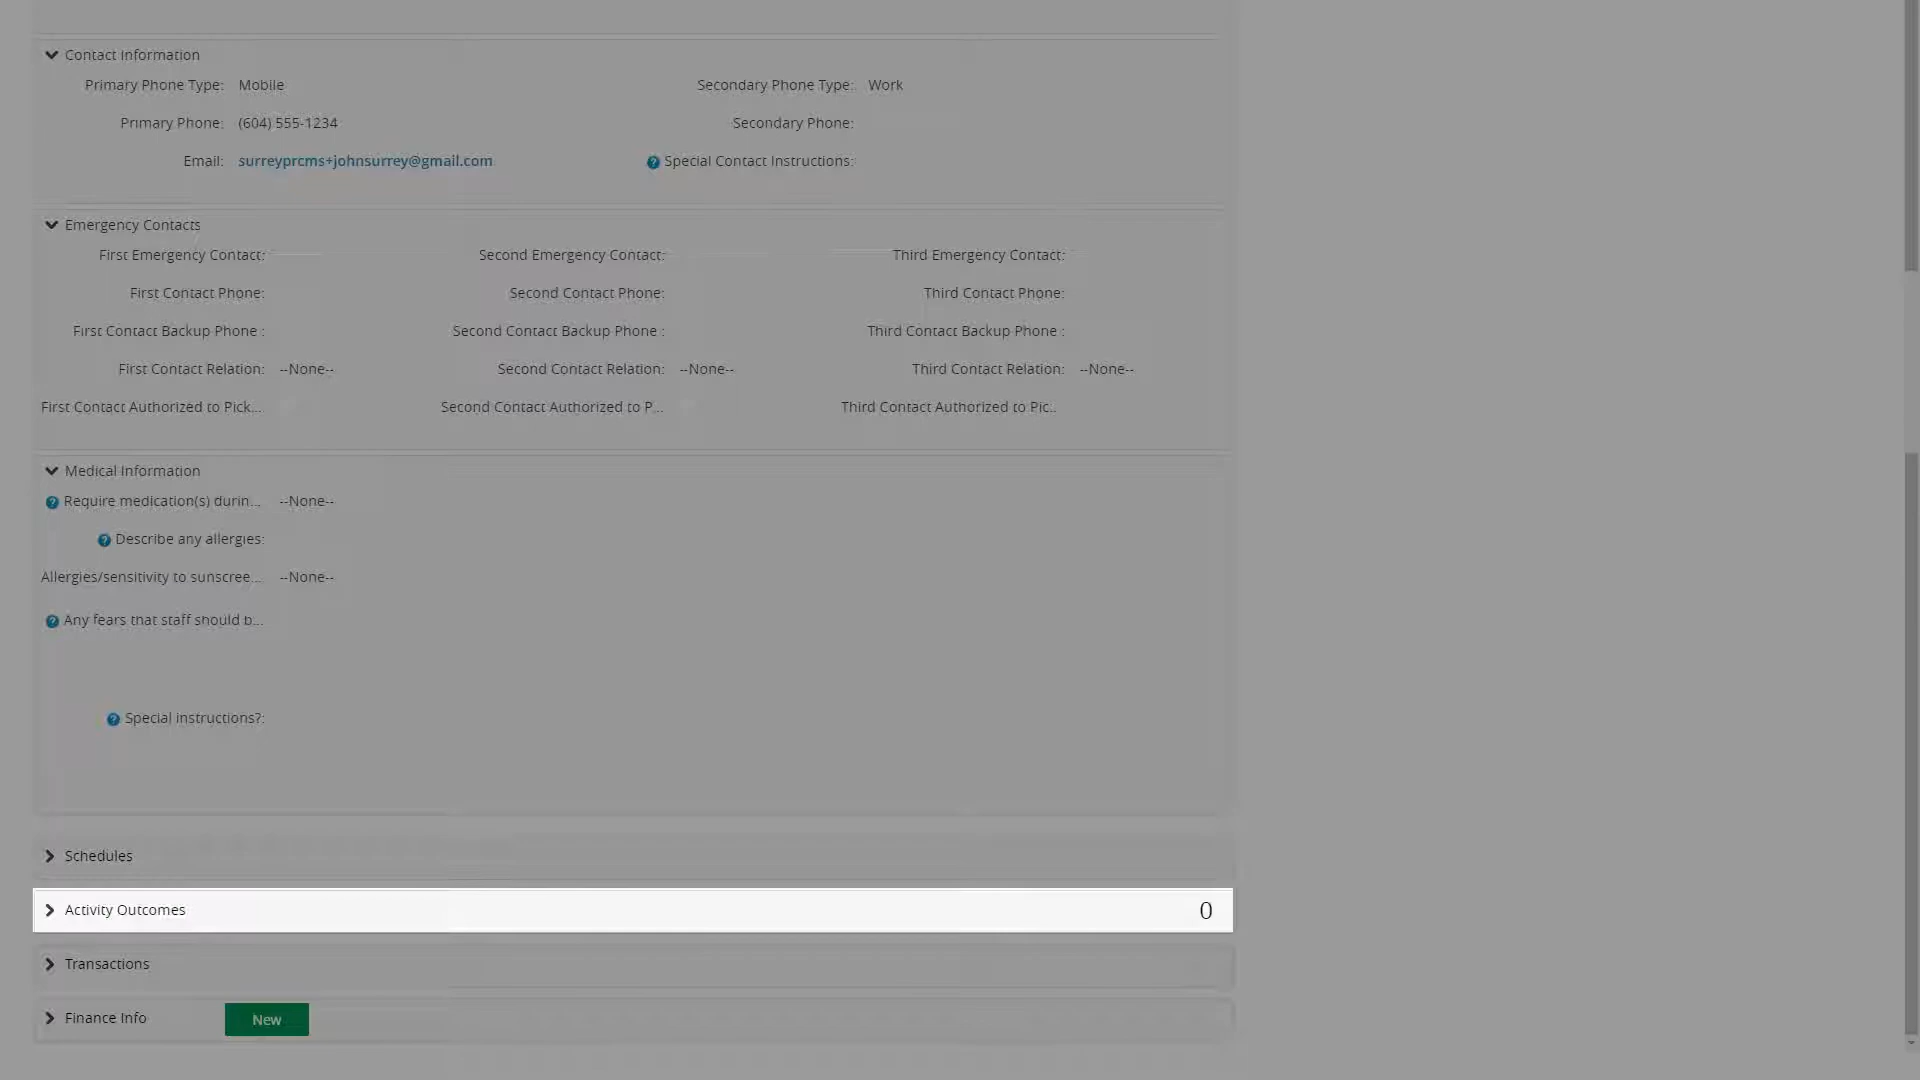 Contact Information
Primary Phone Type: Mobile Secondary Phone Type: Work
Primary Phone: (604) 555-1234 Secondary Phone:
Email: surreyprcms+johnsurrey@gmail.com Special Contact Instructions:
Emergency Contacts
First Emergency Contact: Second Emergency Contact: Third Emergency Contact:
First Contact Phone: Second Contact Phone: Third Contact Phone:
First Contact Backup Phone : Second Contact Backup Phone : Third Contact Backup Phone :
First Contact Relation: --None-- Second Contact Relation: --None-- Third Contact Relation: --None--
First Contact Authorized to Pick... Second Contact Authorized to P... Third Contact Authorized to Pic...
Medical Information
Require medication(s) durin... --None--
Describe any allergies:
Allergies/sensitivity to sunscree... --None--
Any fears that staff should b...
Special instructions?:
Schedules
Activity Outcomes 0
Transactions
Finance Info New